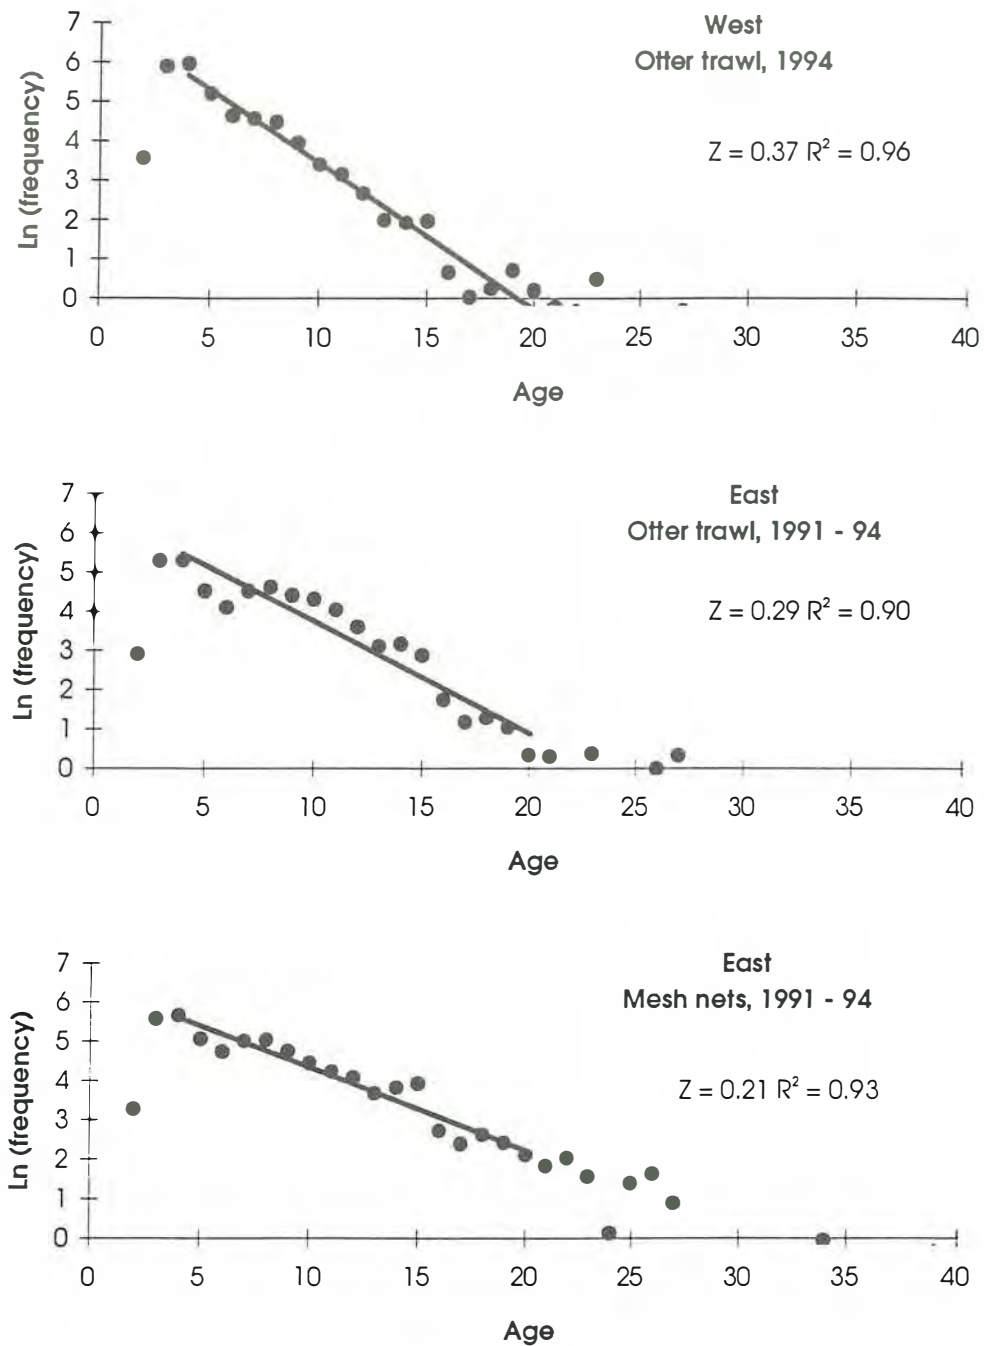 West
Otter trawl, 1994
Z = 0.37 R² = 0.96
Ln (frequency)
7
6
5
4
3
2
1
0
0 5 10 15 20 25 30 35 40
Age
East
Otter trawl, 1991 - 94
Z = 0.29 R² = 0.90
Ln (frequency)
7
6
5
4
3
2
1
0
0 5 10 15 20 25 30 35 40
Age
East
Mesh nets, 1991 - 94
Z = 0.21 R² = 0.93
Ln (frequency)
7
6
5
4
3
2
1
0
0 5 10 15 20 25 30 35 40
Age